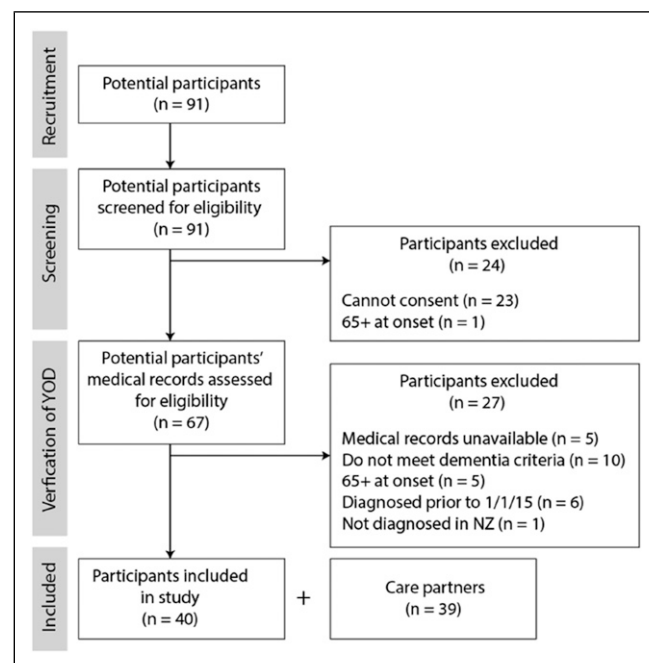 Recruitment
Potential participants
(n = 91)
Screening
Potential participants
screened for eligibility
(n = 91)
Participants excluded
(n = 24)
Cannot consent (n = 23)
65+ at onset (n = 1)
Verfication of YOD
Potential participants’
medical records assessed
for eligibility
(n = 67)
Participants excluded
(n = 27)
Medical records unavailable (n = 5)
Do not meet dementia criteria (n = 10)
65+ at onset (n = 5)
Diagnosed prior to 1/1/15 (n = 6)
Not diagnosed in NZ (n = 1)
Included
Participants included
in study
(n = 40)
+
Care partners
(n = 39)